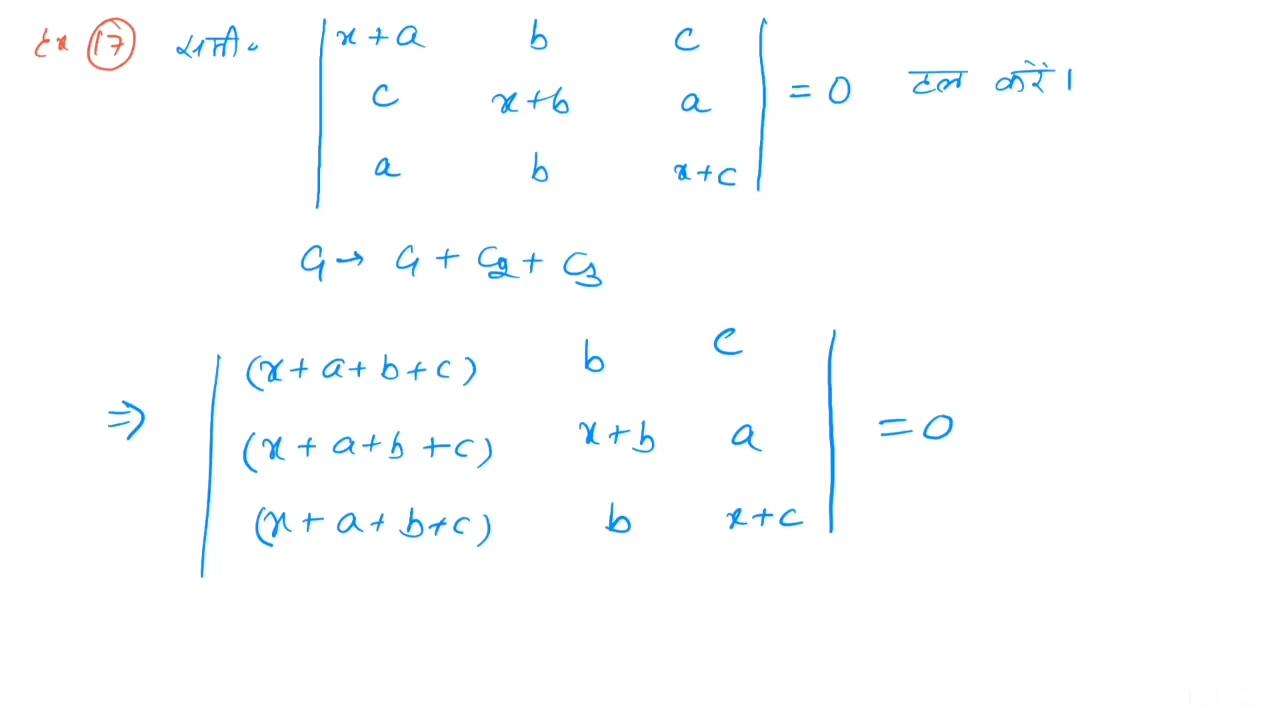 Ex 17 समी० | x+a b c |
| c x+b a | = 0 हल करें।
| a b x+c |
C₁ → C₁ + C₂ + C₃
| (x+a+b+c) b c |
⇒ | (x+a+b+c) x+b a | = 0
| (x+a+b+c) b x+c |